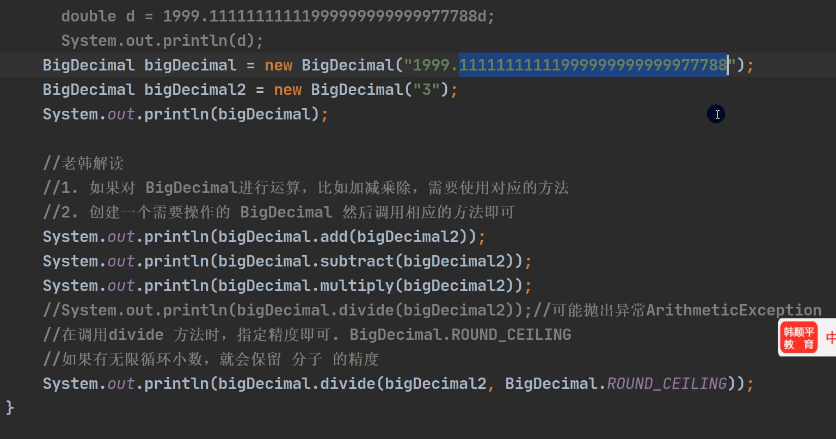 double d = 1999.11111111111999999999999977788d;
System.out.println(d);
BigDecimal bigDecimal = new BigDecimal("1999.11111111111999999999999977788");
BigDecimal bigDecimal2 = new BigDecimal("3");
System.out.println(bigDecimal);
//老韩解读
//1. 如果对 BigDecimal进行运算，比如加减乘除，需要使用对应的方法
//2. 创建一个需要操作的 BigDecimal 然后调用相应的方法即可
System.out.println(bigDecimal.add(bigDecimal2));
System.out.println(bigDecimal.subtract(bigDecimal2));
System.out.println(bigDecimal.multiply(bigDecimal2));
//System.out.println(bigDecimal.divide(bigDecimal2));//可能抛出异常ArithmeticException
//在调用divide 方法时，指定精度即可. BigDecimal.ROUND_CEILING
//如果有无限循环小数，就会保留 分子 的精度
System.out.println(bigDecimal.divide(bigDecimal2, BigDecimal.ROUND_CEILING));
}
韩顺平
教 育
中